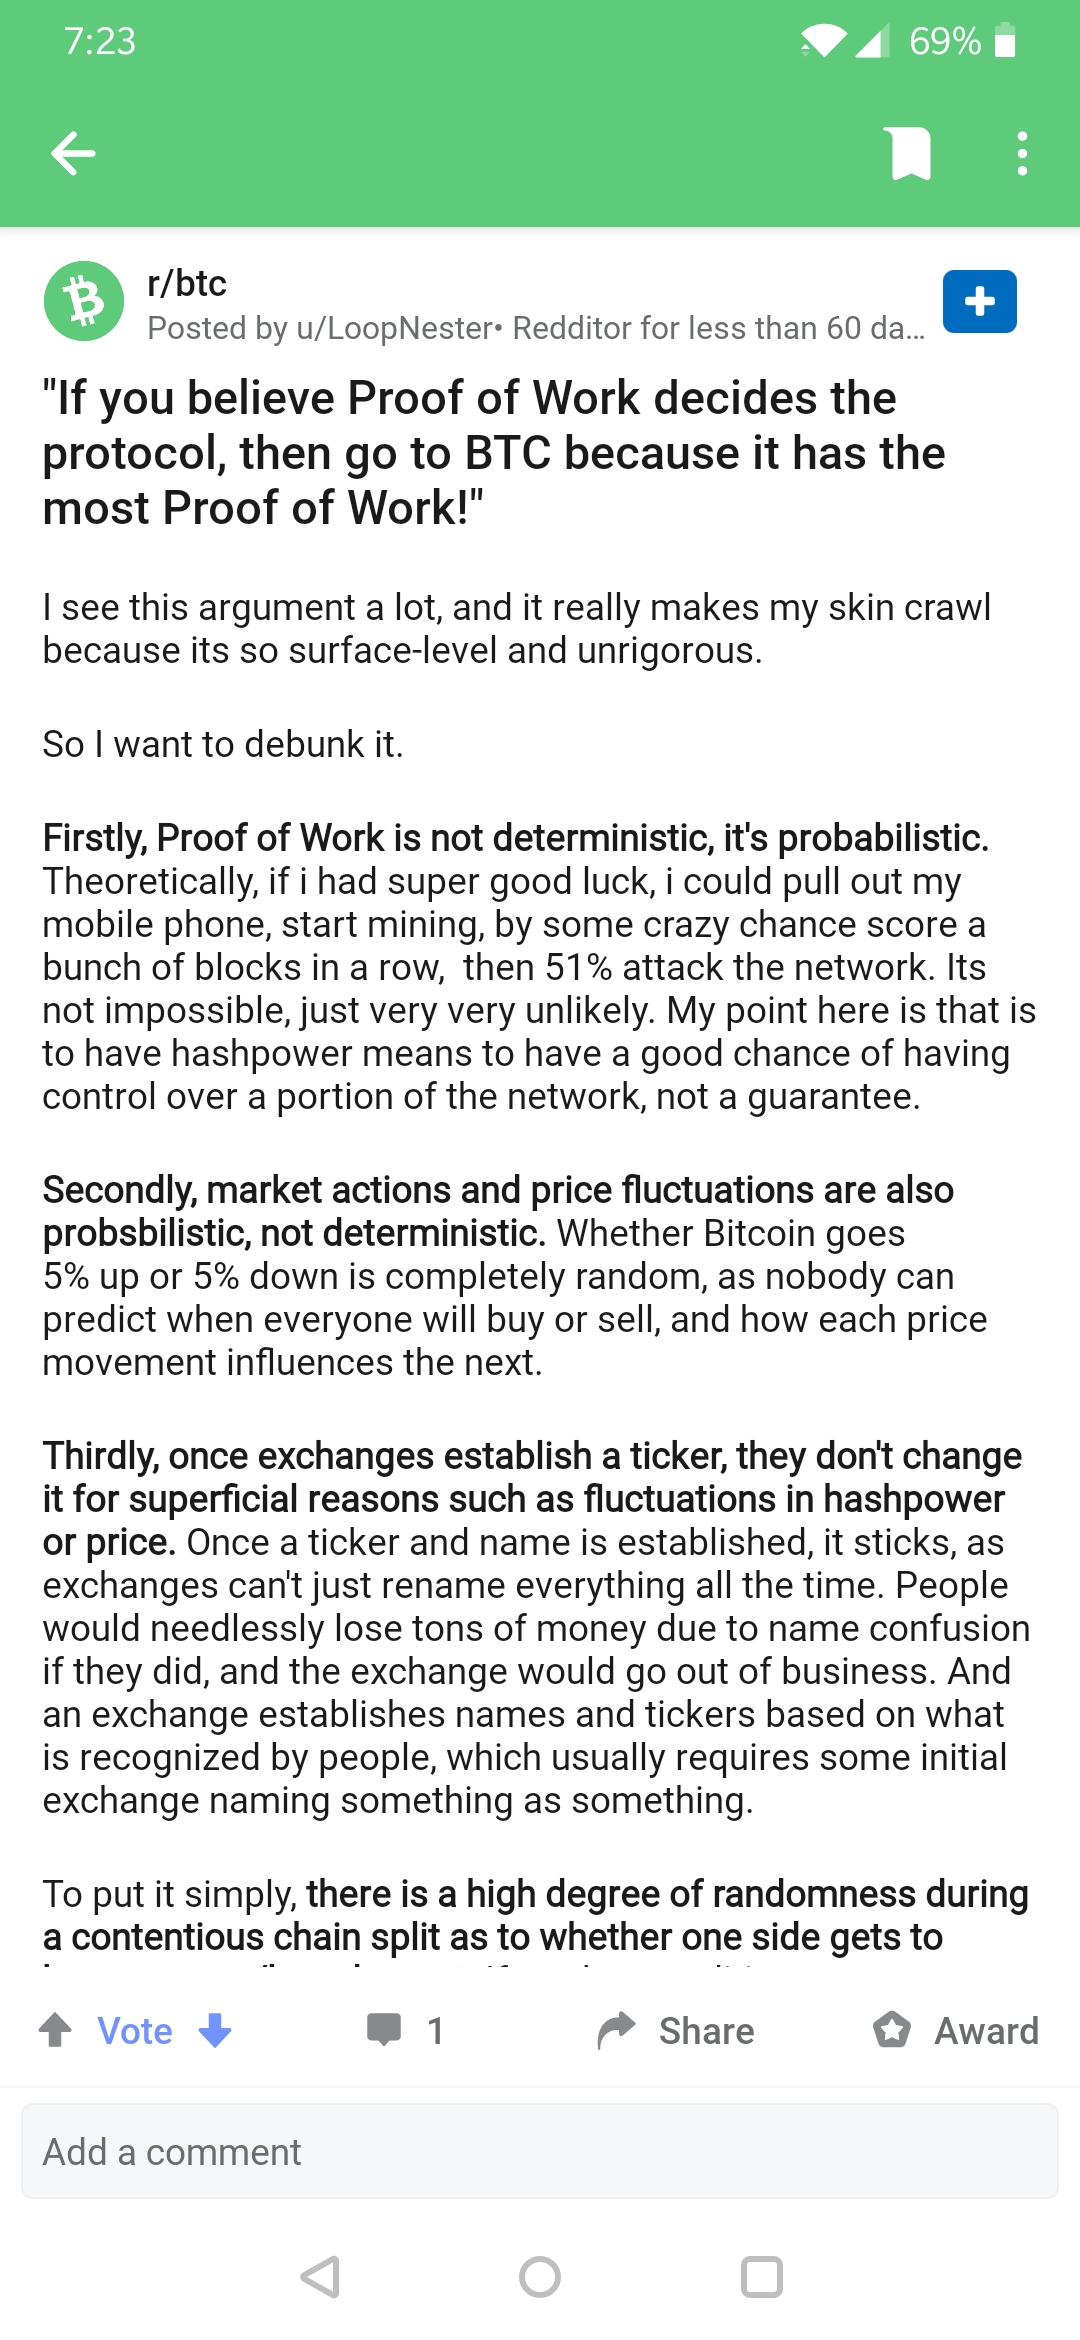 7:23
69%
r/btc
Posted by u/LoopNester• Redditor for less than 60 da...
"If you believe Proof of Work decides the
protocol, then go to BTC because it has the
most Proof of Work!"
I see this argument a lot, and it really makes my skin crawl
because its so surface-level and unrigorous.
So I want to debunk it.
Firstly, Proof of Work is not deterministic, it's probabilistic.
Theoretically, if i had super good luck, i could pull out my
mobile phone, start mining, by some crazy chance score a
bunch of blocks in a row,  then 51% attack the network. Its
not impossible, just very very unlikely. My point here is that is
to have hashpower means to have a good chance of having
control over a portion of the network, not a guarantee.
Secondly, market actions and price fluctuations are also
probsbilistic, not deterministic. Whether Bitcoin goes
5% up or 5% down is completely random, as nobody can
predict when everyone will buy or sell, and how each price
movement influences the next.
Thirdly, once exchanges establish a ticker, they don't change
it for superficial reasons such as fluctuations in hashpower
or price. Once a ticker and name is established, it sticks, as
exchanges can't just rename everything all the time. People
would needlessly lose tons of money due to name confusion
if they did, and the exchange would go out of business. And
an exchange establishes names and tickers based on what
is recognized by people, which usually requires some initial
exchange naming something as something.
To put it simply, there is a high degree of randomness during
a contentious chain split as to whether one side gets to
Vote
1
Share
Award
Add a comment